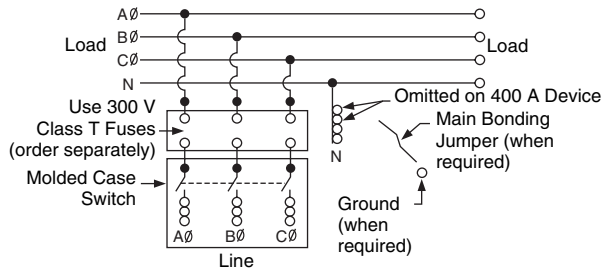 AØ
BØ
Load
Load
CØ
N
Use 300 V
Class T Fuses
(order separately)
Omitted on 400 A Device
Main Bonding
Jumper (when
required)
N
Molded Case
Switch
Ground
(when
required)
AØ BØ CØ
Line